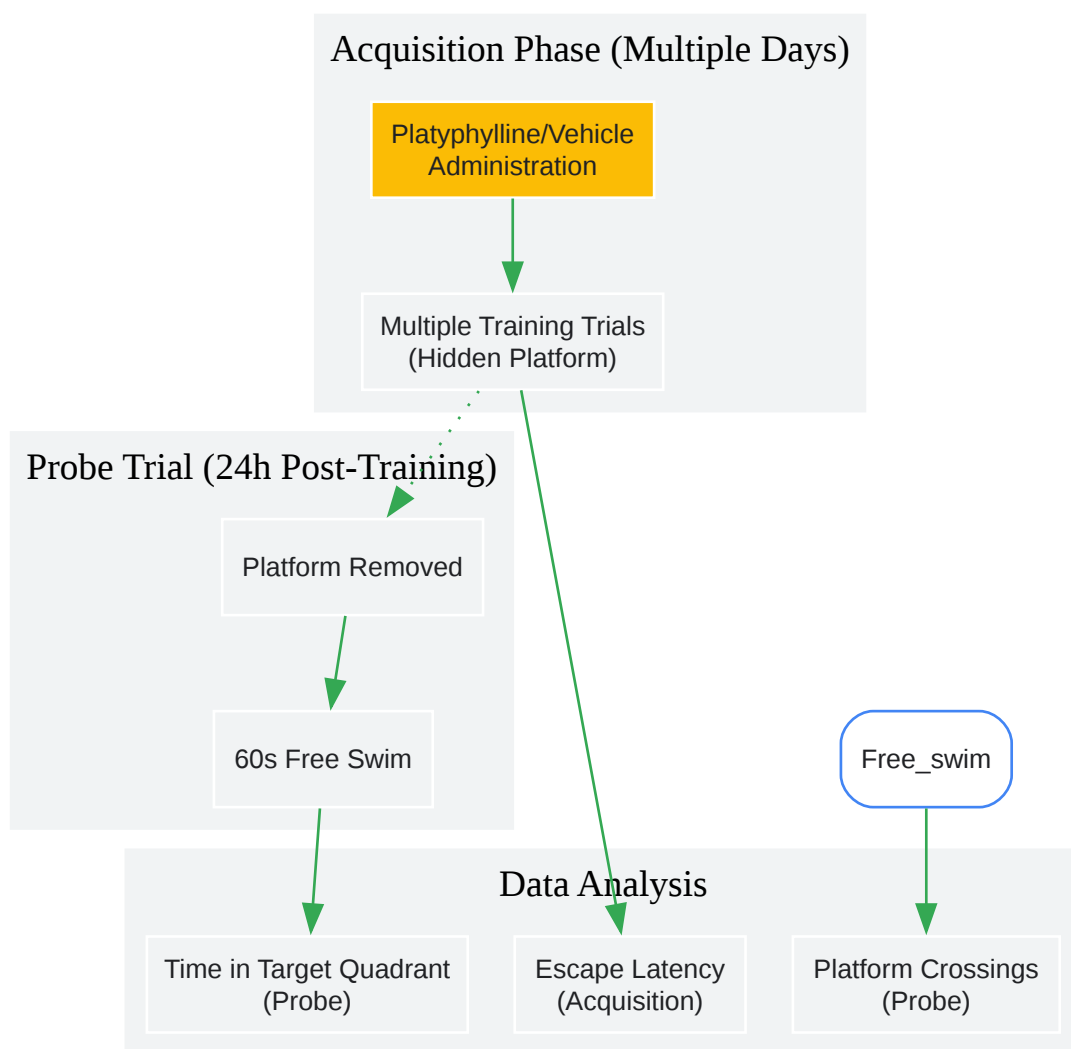 Acquisition Phase (Multiple Days)
Platyphylline/Vehicle
Administration
Multiple Training Trials
(Hidden Platform)
Probe Trial (24h Post-Training)
Platform Removed
60s Free Swim
Free_swim
Data Analysis
Time in Target Quadrant
(Probe)
Escape Latency
(Acquisition)
Platform Crossings
(Probe)